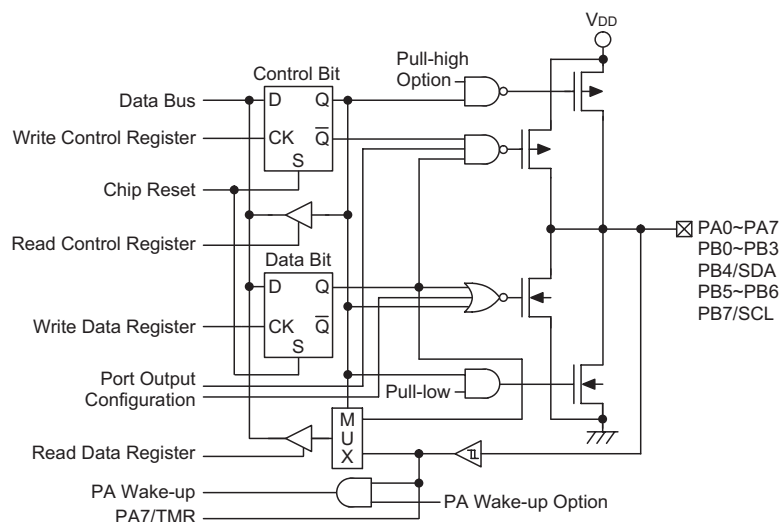 VDD
Pull-high
Option
Control Bit
Data Bus
D
Q
Write Control Register
CK
Q
S
Chip Reset
Read Control Register
Data Bit
D
Q
Write Data Register
CK
Q
S
Port Output
Configuration
Pull-low
PA0~PA7
PB0~PB3
PB4/SDA
PB5~PB6
PB7/SCL
M
U
X
Read Data Register
PA Wake-up
PA Wake-up Option
PA7/TMR